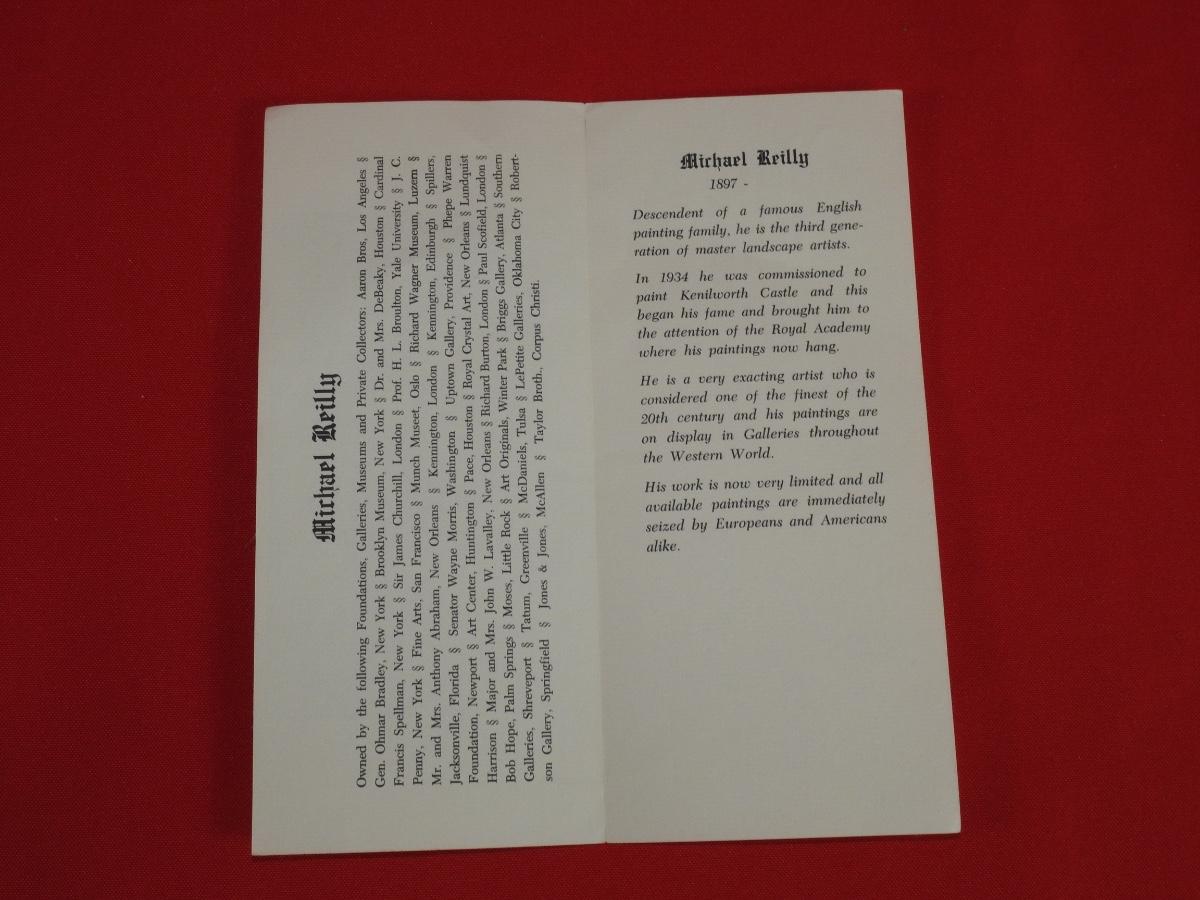 Michael Reilly
Owned by the following Foundations, Galleries, Museums and Private Collectors: Aaron Bros, Los Angeles §
Gen. Ohmar Bradley, New York § Brooklyn Museum, New York § Dr. and Mrs. DeBeaky, Houston § Cardinal
Francis Spellman, New York § Sir James Churchill, London § Prof. H. L. Broulton, Yale University § J. C.
Penny, New York § Fine Arts, San Francisco § Munch Museet, Oslo § Richard Wagner Museum, Luzern §
Mr. and Mrs. Anthony Abraham, New Orleans § Kennington, London § Kennington, Edinburgh § Spillers,
Jacksonville, Florida § Senator Wayne Morris, Washington § Uptown Gallery, Providence § Phepe Warren
Foundation, Newport § Art Center, Huntington § Pace, Houston § Royal Crystal Art, New Orleans § Lundquist
Harrison § Major and Mrs. John W. Lavalley, New Orleans § Richard Burton, London § Paul Scofield, London §
Bob Hope, Palm Springs § Moses, Little Rock § Art Originals, Winter Park § Briggs Gallery, Atlanta § Southern
Galleries, Shreveport § Tatum, Greenville § McDaniels, Tulsa § LePetite Galleries, Oklahoma City § Robert-
son Gallery, Springfield § Jones & Jones, McAllen § Taylor Broth., Corpus Christi.
Michael Reilly
1897 -
Descendent of a famous English
painting family, he is the third gene-
ration of master landscape artists.
In 1934 he was commissioned to
paint Kenilworth Castle and this
began his fame and brought him to
the attention of the Royal Academy
where his paintings now hang.
He is a very exacting artist who is
considered one of the finest of the
20th century and his paintings are
on display in Galleries throughout
the Western World.
His work is now very limited and all
available paintings are immediately
seized by Europeans and Americans
alike.